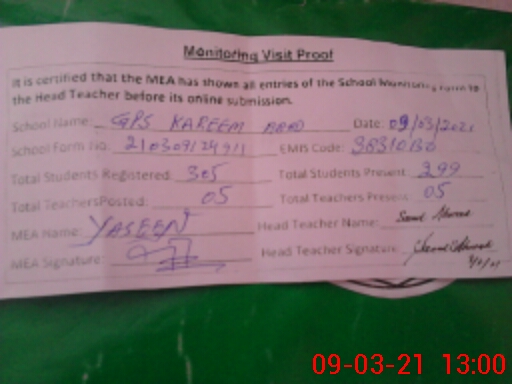 Monitoring Visit Proof
It is certified that the MEA has shown all entries of the School Monitoring Form to
the Head Teacher before its online submission.
School Name: GPS KAREEM ABAD Date: 09/03/2021
School Form No: 210309124911 EMIS Code: 38310130
Total Students Registered: 305 Total Students Present: 299
Total Teachers Posted: 05 Total Teachers Present: 05
MEA Name: YASEEN Head Teacher Name:
MEA Signature: Head Teacher Signature:
09-03-21 13:00